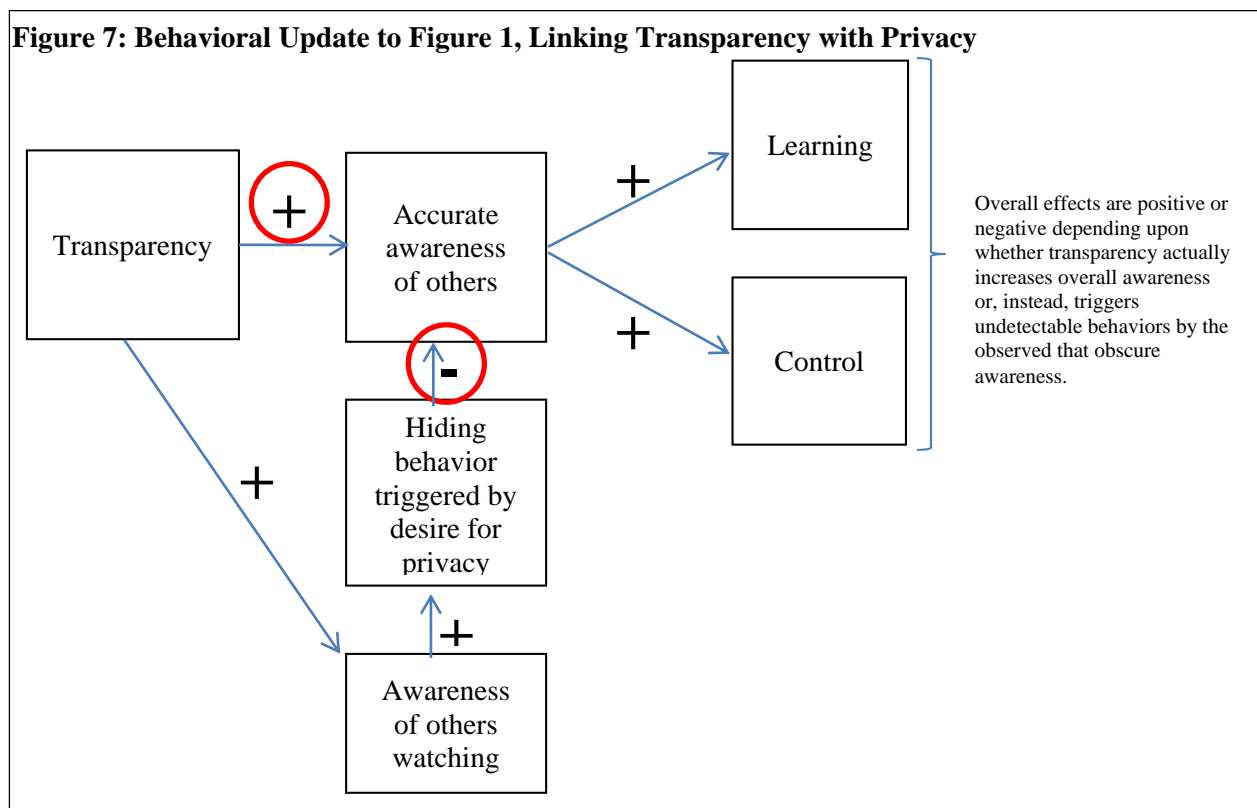 Figure 7: Behavioral Update to Figure 1, Linking Transparency with Privacy
Transparency
+
Accurate
awareness
of others
+
Learning
+
Control
Overall effects are positive or
negative depending upon
whether transparency actually
increases overall awareness
or, instead, triggers
undetectable behaviors by the
observed that obscure
awareness.
-
Hiding
behavior
triggered by
desire for
privacy
+
+
Awareness
of others
watching